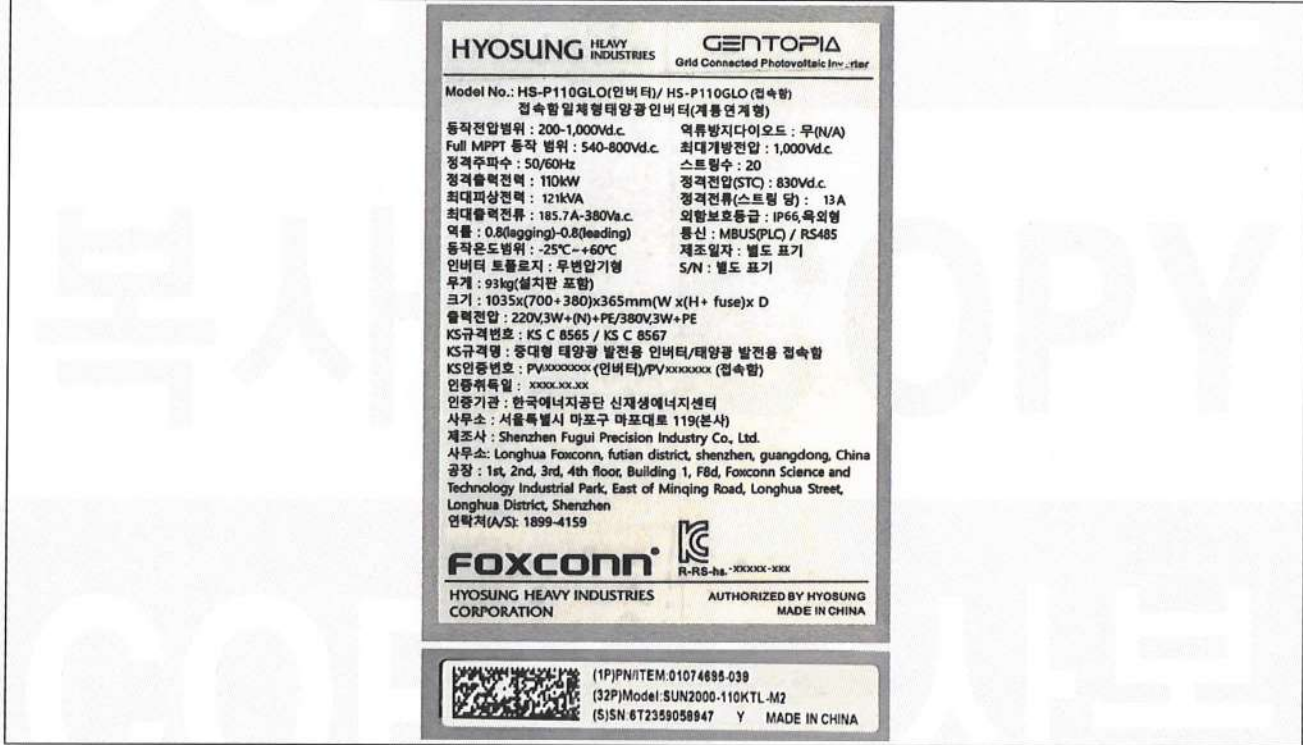 HYOSUNG HEAVY INDUSTRIES
GENTOPIA
Grid Connected Photovoltaic Inverter
Model No.: HS-P110GLO(인버터)/ HS-P110GLO (접속함)
접속함일체형태양광인버터(계통연계형)
동작전압범위 : 200-1,000Vd.c.
역류방지다이오드 : 무(N/A)
Full MPPT 동작 범위 : 540-800Vd.c.
최대개방전압 : 1,000Vd.c.
정격주파수 : 50/60Hz
스트링수 : 20
정격출력전력 : 110kW
정격전압(STC) : 830Vd.c.
최대피상전력 : 121kVA
정격전류(스트링 당) : 13A
최대출력전류 : 185.7A-380Va.c.
외함보호등급 : IP66,옥외형
역률 : 0.8(lagging)-0.8(leading)
통신 : MBUS(PLC) / RS485
동작온도범위 : -25℃~+60℃
제조일자 : 별도 표기
인버터 토폴로지 : 무변압기형
S/N : 별도 표기
무게 : 93kg(설치판 포함)
크기 : 1035x(700+380)x365mm(W x(H+ fuse)x D
출력전압 : 220V,3W+(N)+PE/380V,3W+PE
KS규격번호 : KS C 8565 / KS C 8567
KS규격명 : 중대형 태양광 발전용 인버터/태양광 발전용 접속함
KS인증번호 : PVxxxxxxx (인버터)/PVxxxxxxx (접속함)
인증취득일 : xxxx.xx.xx
인증기관 : 한국에너지공단 신재생에너지센터
사무소 : 서울특별시 마포구 마포대로 119(본사)
제조사 : Shenzhen Fugui Precision Industry Co., Ltd.
사무소: Longhua Foxconn, futian district, shenzhen, guangdong, China
공장 : 1st, 2nd, 3rd, 4th floor, Building 1, F8d, Foxconn Science and
Technology Industrial Park, East of Minqing Road, Longhua Street,
Longhua District, Shenzhen
연락처(A/S): 1899-4159
FOXCONN
R-RS-hs.-xxxxx-xxx
HYOSUNG HEAVY INDUSTRIES
CORPORATION
AUTHORIZED BY HYOSUNG
MADE IN CHINA
(1P)PN/ITEM:01074695-039
(32P)Model:SUN2000-110KTL-M2
(S)SN:6T2359058947 Y MADE IN CHINA